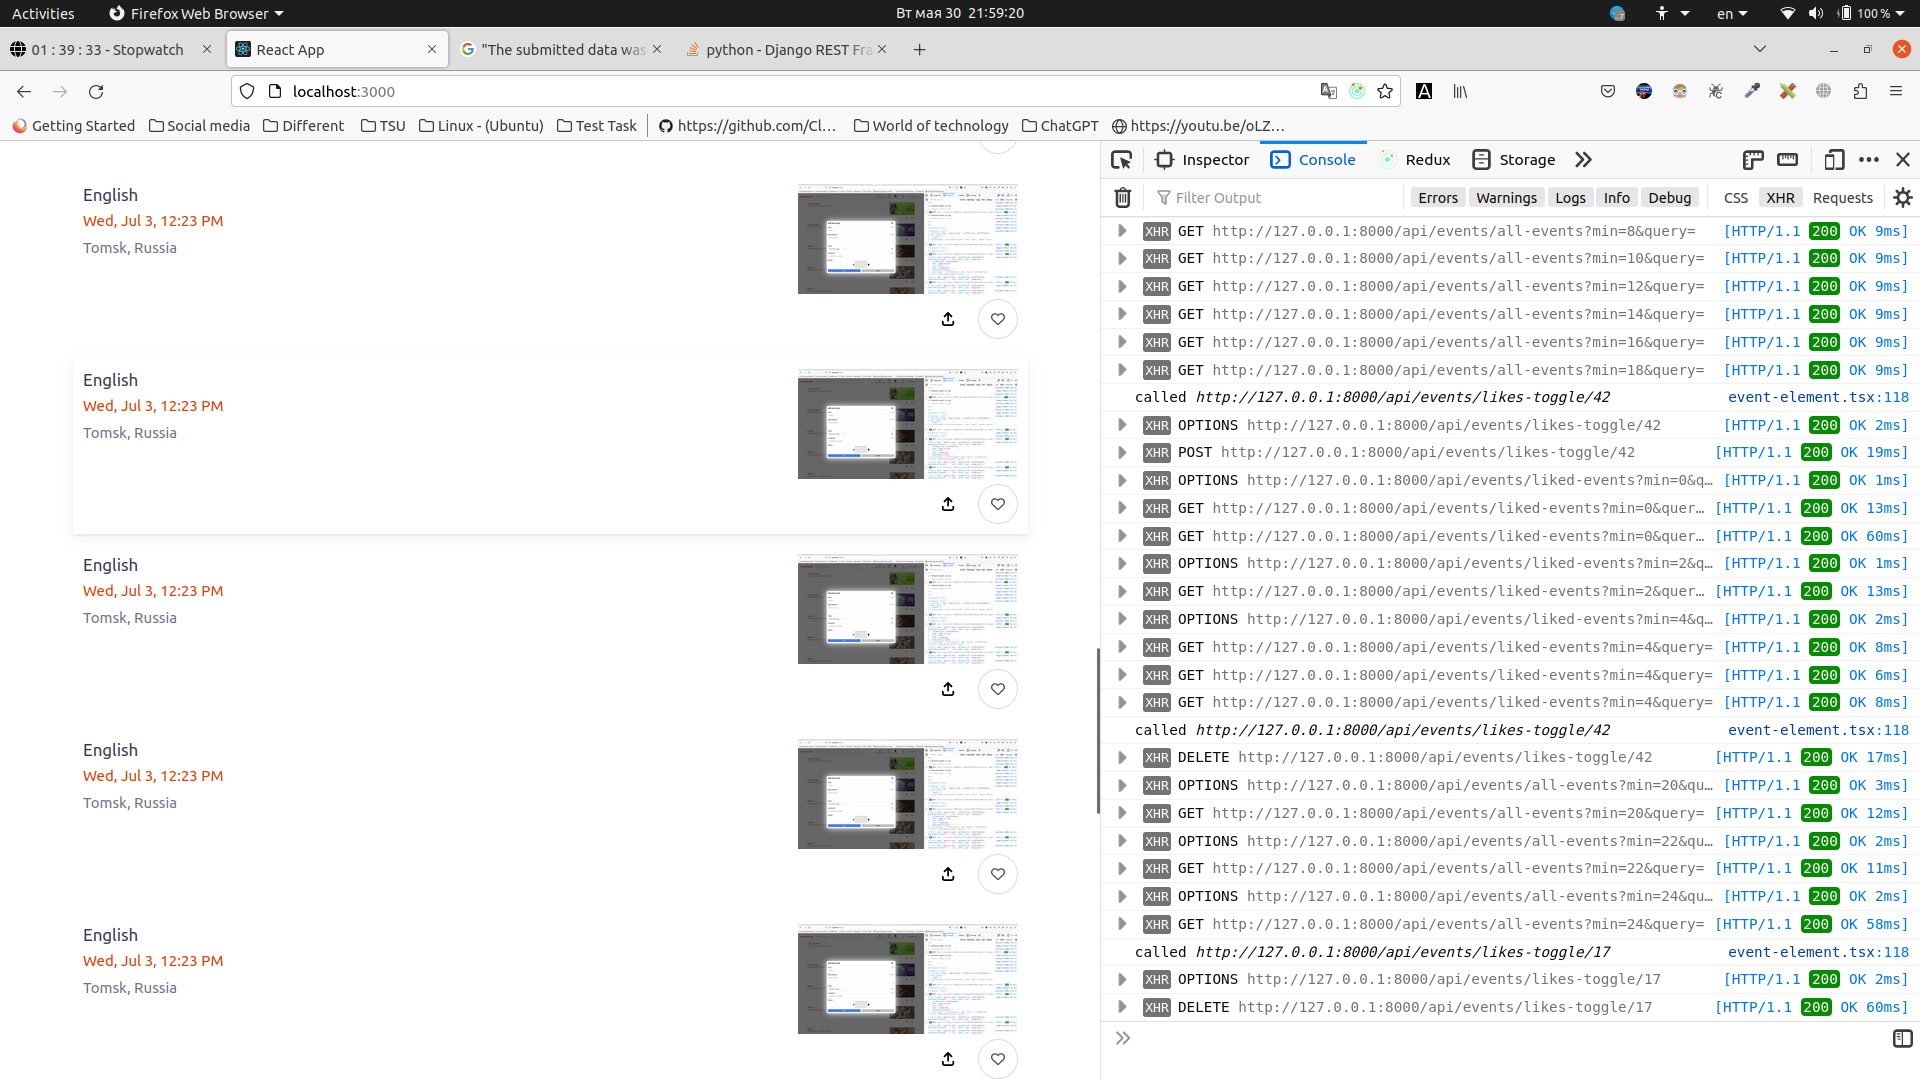 Activities Firefox Web Browser Вт мая 30 21:59:20 en 100 %
01 : 39 : 33 - Stopwatch React App "The submitted data was python - Django REST Fra
localhost:3000
Getting Started Social media Different TSU Linux - (Ubuntu) Test Task https://github.com/Cl… World of technology ChatGPT https://youtu.be/oLZ…
English
Wed, Jul 3, 12:23 PM
Tomsk, Russia
English
Wed, Jul 3, 12:23 PM
Tomsk, Russia
English
Wed, Jul 3, 12:23 PM
Tomsk, Russia
English
Wed, Jul 3, 12:23 PM
Tomsk, Russia
English
Wed, Jul 3, 12:23 PM
Tomsk, Russia
Inspector Console Redux Storage
Filter Output Errors Warnings Logs Info Debug CSS XHR Requests
XHR GET http://127.0.0.1:8000/api/events/all-events?min=8&query= [HTTP/1.1 200 OK 9ms]
XHR GET http://127.0.0.1:8000/api/events/all-events?min=10&query= [HTTP/1.1 200 OK 9ms]
XHR GET http://127.0.0.1:8000/api/events/all-events?min=12&query= [HTTP/1.1 200 OK 9ms]
XHR GET http://127.0.0.1:8000/api/events/all-events?min=14&query= [HTTP/1.1 200 OK 9ms]
XHR GET http://127.0.0.1:8000/api/events/all-events?min=16&query= [HTTP/1.1 200 OK 9ms]
XHR GET http://127.0.0.1:8000/api/events/all-events?min=18&query= [HTTP/1.1 200 OK 9ms]
called http://127.0.0.1:8000/api/events/likes-toggle/42 event-element.tsx:118
XHR OPTIONS http://127.0.0.1:8000/api/events/likes-toggle/42 [HTTP/1.1 200 OK 2ms]
XHR POST http://127.0.0.1:8000/api/events/likes-toggle/42 [HTTP/1.1 200 OK 19ms]
XHR OPTIONS http://127.0.0.1:8000/api/events/liked-events?min=0&q… [HTTP/1.1 200 OK 1ms]
XHR GET http://127.0.0.1:8000/api/events/liked-events?min=0&quer… [HTTP/1.1 200 OK 13ms]
XHR GET http://127.0.0.1:8000/api/events/liked-events?min=0&quer… [HTTP/1.1 200 OK 60ms]
XHR OPTIONS http://127.0.0.1:8000/api/events/liked-events?min=2&q… [HTTP/1.1 200 OK 1ms]
XHR GET http://127.0.0.1:8000/api/events/liked-events?min=2&quer… [HTTP/1.1 200 OK 13ms]
XHR OPTIONS http://127.0.0.1:8000/api/events/liked-events?min=4&q… [HTTP/1.1 200 OK 2ms]
XHR GET http://127.0.0.1:8000/api/events/liked-events?min=4&query= [HTTP/1.1 200 OK 8ms]
XHR GET http://127.0.0.1:8000/api/events/liked-events?min=4&query= [HTTP/1.1 200 OK 6ms]
XHR GET http://127.0.0.1:8000/api/events/liked-events?min=4&query= [HTTP/1.1 200 OK 8ms]
called http://127.0.0.1:8000/api/events/likes-toggle/42 event-element.tsx:118
XHR DELETE http://127.0.0.1:8000/api/events/likes-toggle/42 [HTTP/1.1 200 OK 17ms]
XHR OPTIONS http://127.0.0.1:8000/api/events/all-events?min=20&qu… [HTTP/1.1 200 OK 3ms]
XHR GET http://127.0.0.1:8000/api/events/all-events?min=20&query= [HTTP/1.1 200 OK 12ms]
XHR OPTIONS http://127.0.0.1:8000/api/events/all-events?min=22&qu… [HTTP/1.1 200 OK 2ms]
XHR GET http://127.0.0.1:8000/api/events/all-events?min=22&query= [HTTP/1.1 200 OK 11ms]
XHR OPTIONS http://127.0.0.1:8000/api/events/all-events?min=24&qu… [HTTP/1.1 200 OK 2ms]
XHR GET http://127.0.0.1:8000/api/events/all-events?min=24&query= [HTTP/1.1 200 OK 58ms]
called http://127.0.0.1:8000/api/events/likes-toggle/17 event-element.tsx:118
XHR OPTIONS http://127.0.0.1:8000/api/events/likes-toggle/17 [HTTP/1.1 200 OK 2ms]
XHR DELETE http://127.0.0.1:8000/api/events/likes-toggle/17 [HTTP/1.1 200 OK 60ms]